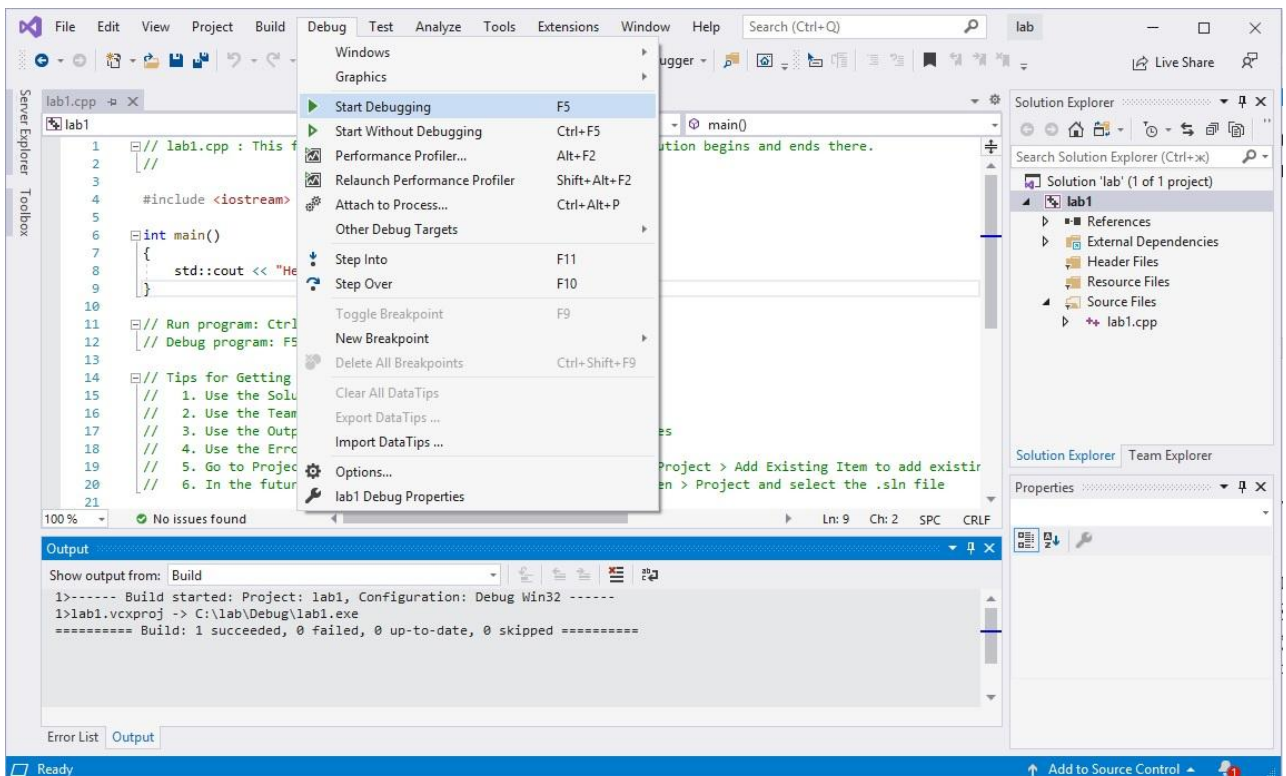 File Edit View Project Build Debug Test Analyze Tools Extensions Window Help Search (Ctrl+Q) lab
ugger
Live Share
Server Explorer
Toolbox
lab1.cpp
lab1
main()
1 // lab1.cpp : This f
ution begins and ends there.
2 //
3
4 #include <iostream>
5
6 int main()
7 {
8 std::cout << "He
9 }
10
11 // Run program: Ctrl
12 // Debug program: F5
13
14 // Tips for Getting
15 // 1. Use the Solu
16 // 2. Use the Team
17 // 3. Use the Outp
es
18 // 4. Use the Erro
19 // 5. Go to Projec
Project > Add Existing Item to add existin
20 // 6. In the futur
en > Project and select the .sln file
21
Windows
Graphics
Start Debugging F5
Start Without Debugging Ctrl+F5
Performance Profiler... Alt+F2
Relaunch Performance Profiler Shift+Alt+F2
Attach to Process... Ctrl+Alt+P
Other Debug Targets
Step Into F11
Step Over F10
Toggle Breakpoint F9
New Breakpoint
Delete All Breakpoints Ctrl+Shift+F9
Clear All DataTips
Export DataTips ...
Import DataTips ...
Options...
lab1 Debug Properties
100 % No issues found Ln: 9 Ch: 2 SPC CRLF
Output
Show output from: Build
1>------ Build started: Project: lab1, Configuration: Debug Win32 ------
1>lab1.vcxproj -> C:\lab\Debug\lab1.exe
========== Build: 1 succeeded, 0 failed, 0 up-to-date, 0 skipped ==========
Error List Output
Solution Explorer
Search Solution Explorer (Ctrl+ж)
Solution 'lab' (1 of 1 project)
lab1
References
External Dependencies
Header Files
Resource Files
Source Files
lab1.cpp
Solution Explorer Team Explorer
Properties
Ready Add to Source Control 1